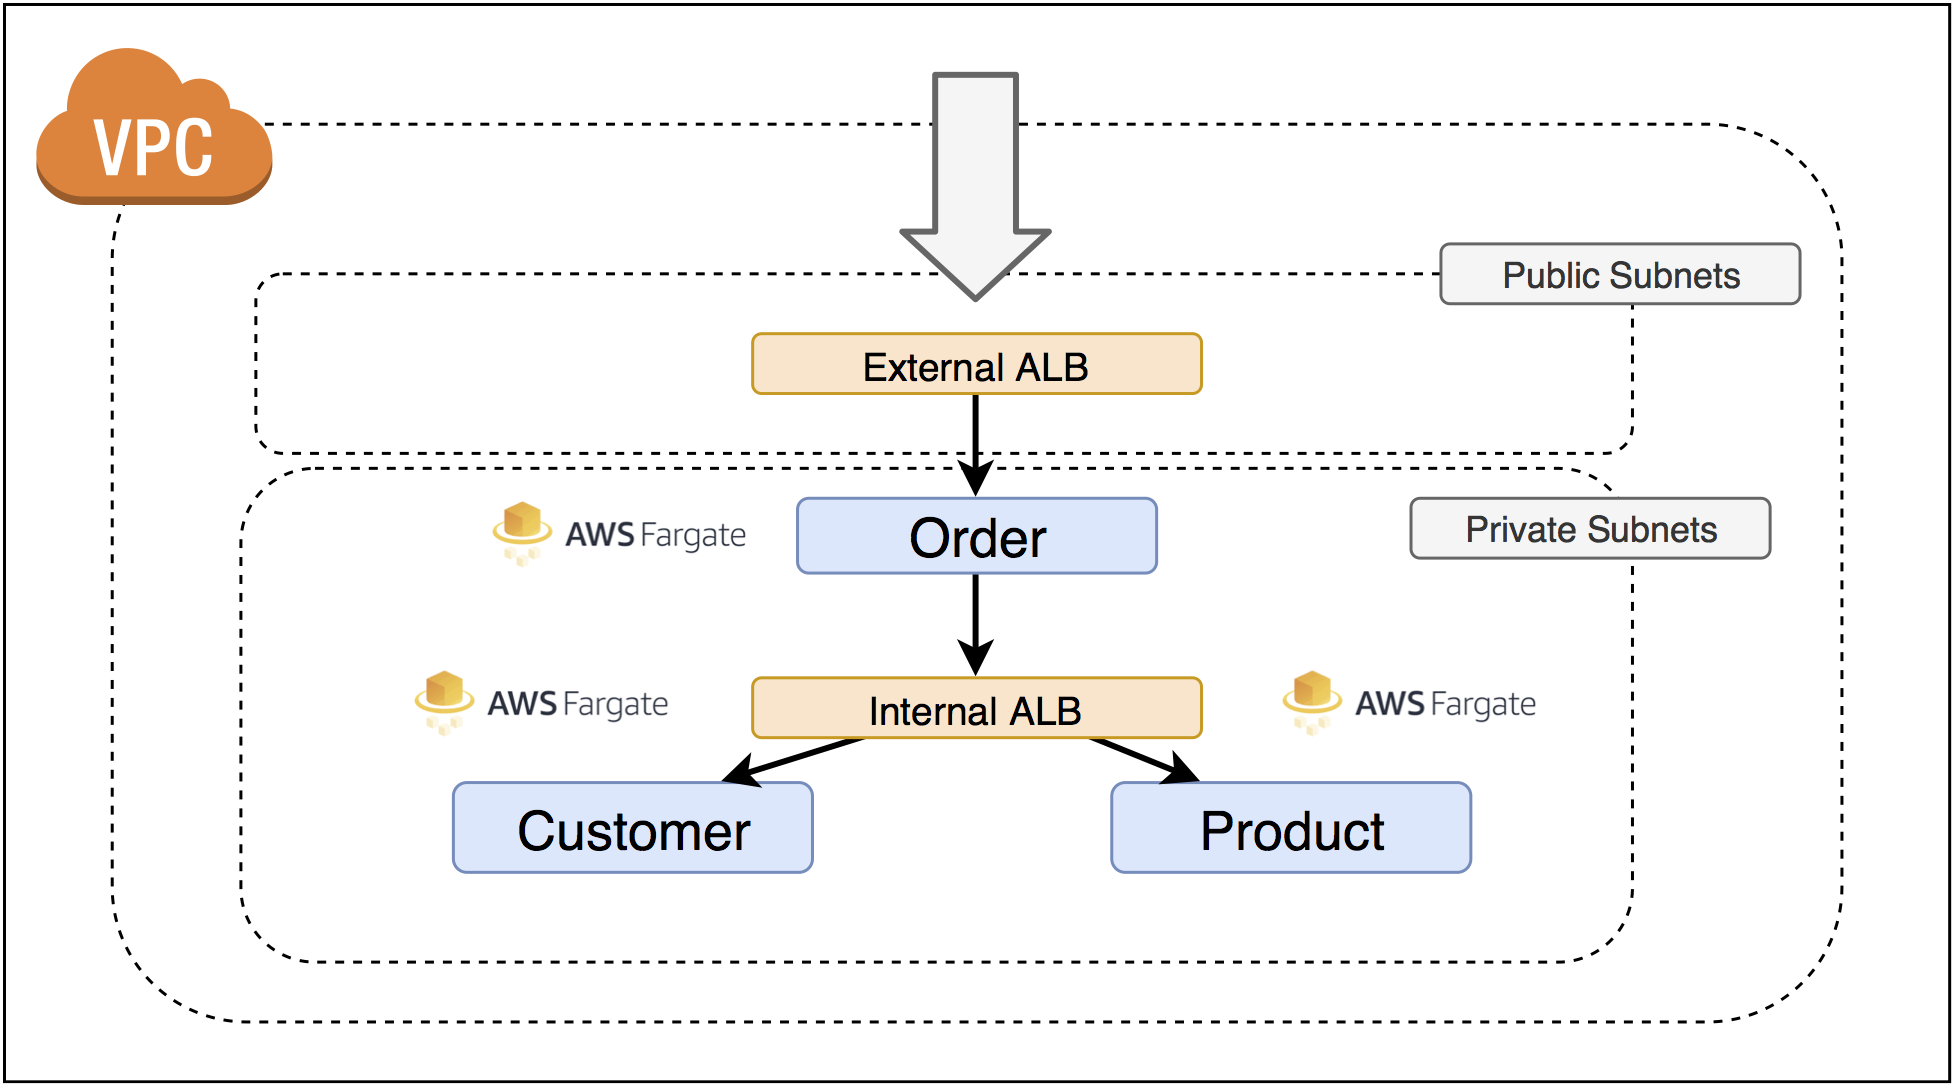 VPC
Public Subnets
External ALB
AWS Fargate
Order
Private Subnets
AWS Fargate
Internal ALB
AWS Fargate
Customer
Product